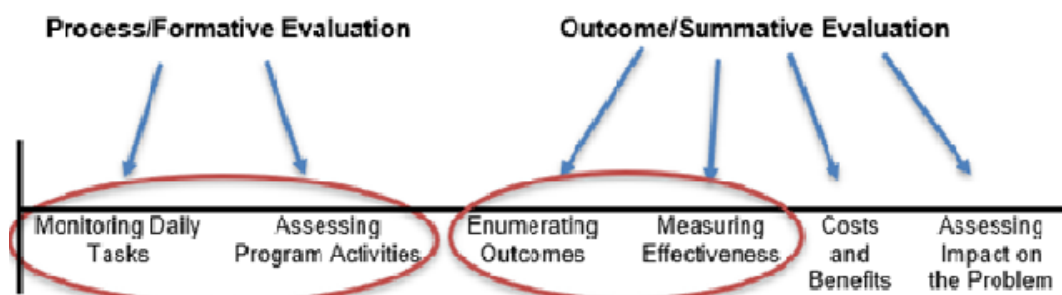 Process/Formative Evaluation
Outcome/Summative Evaluation
Monitoring Daily
Tasks
Assessing
Program Activities
Enumerating
Outcomes
Measuring
Effectiveness
Costs
and
Benefits
Assessing
Impact on
the Problem